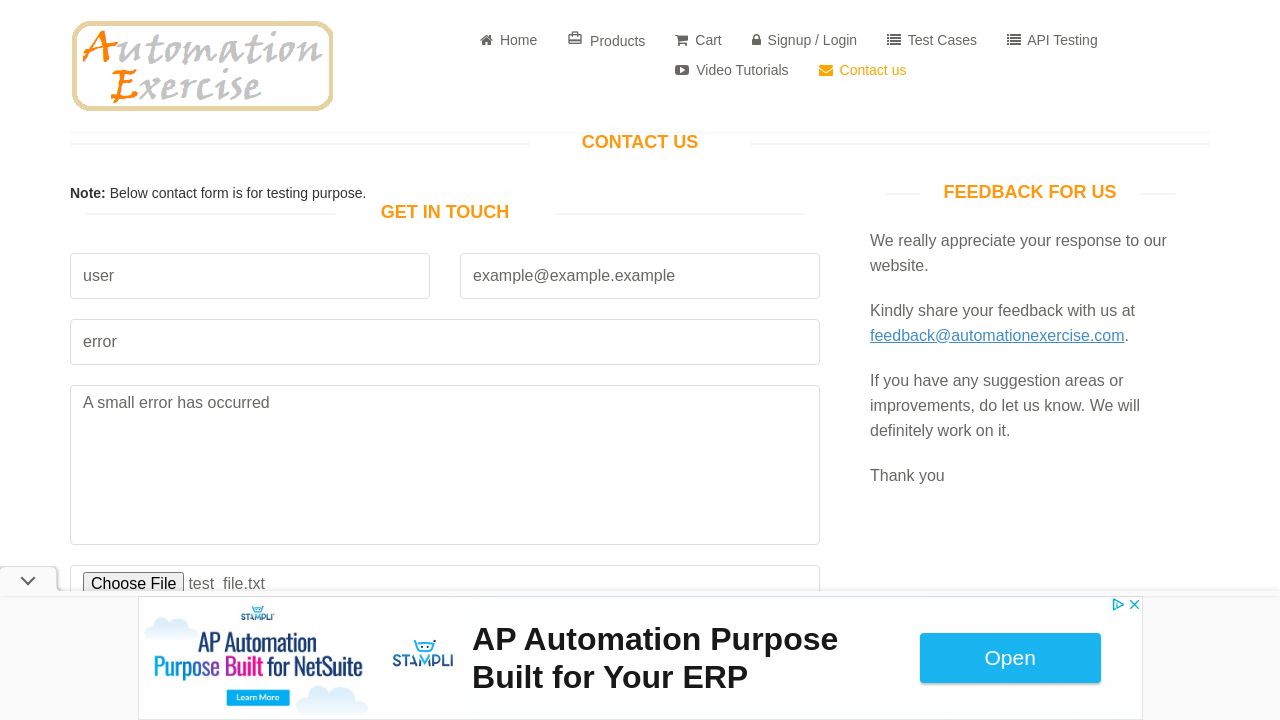 Automation
Exercise
Home
Products
Cart
Signup / Login
Test Cases
API Testing
Video Tutorials
Contact us
CONTACT US
Note: Below contact form is for testing purpose.
GET IN TOUCH
user
example@example.example
error
A small error has occurred
Choose File test_file.txt
FEEDBACK FOR US
We really appreciate your response to our
website.
Kindly share your feedback with us at
feedback@automationexercise.com.
If you have any suggestion areas or
improvements, do let us know. We will
definitely work on it.
Thank you
STAMPLI
AP Automation
Purpose Built for NetSuite
Learn More
STAMPLI
AP Automation Purpose
Built for Your ERP
Open